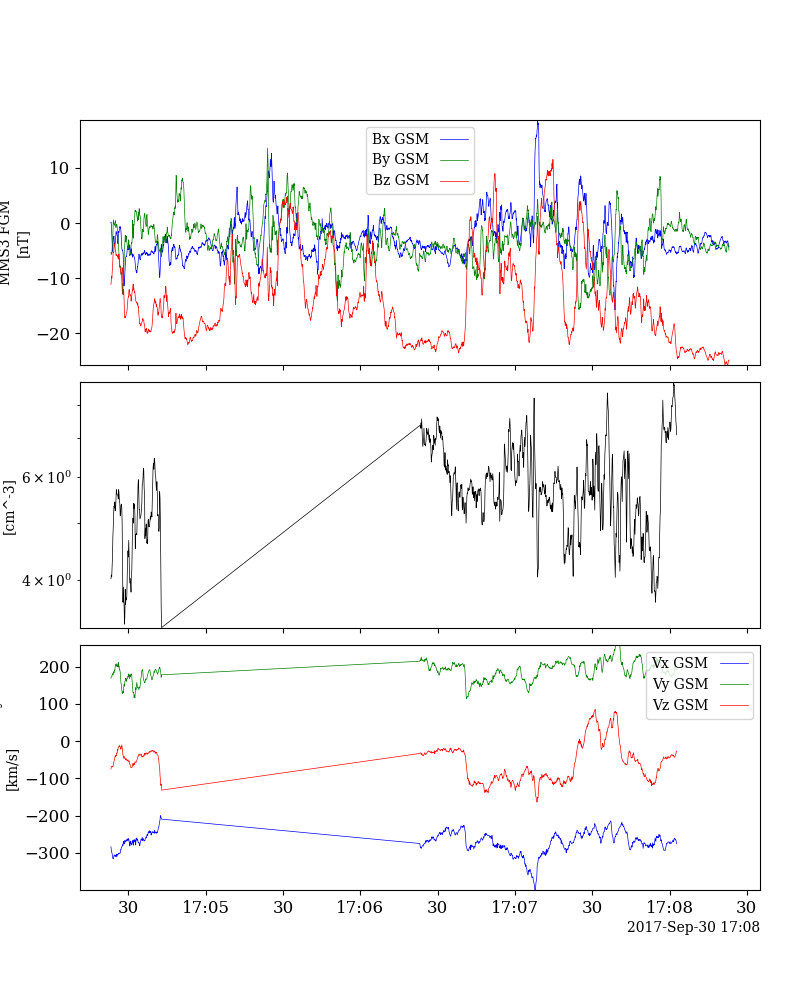 MMS3 FGM
[nT]
10
0
−10
−20
Bx GSM
By GSM
Bz GSM
[cm^-3]
6 × 10⁰
4 × 10⁰
[km/s]
200
100
0
−100
−200
−300
Vx GSM
Vy GSM
Vz GSM
30 17:05 30 17:06 30 17:07 30 17:08 30
2017-Sep-30 17:08